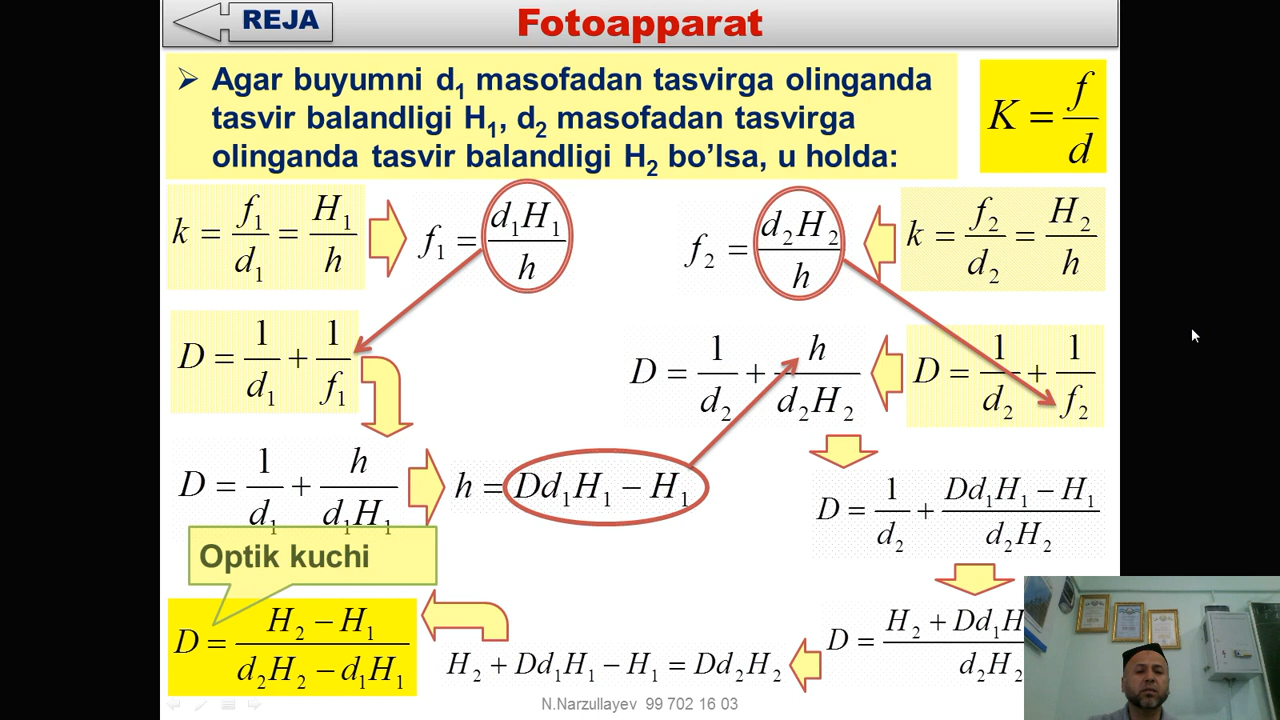 REJA
Fotoapparat
➢ Agar buyumni d₁ masofadan tasvirga olinganda
tasvir balandligi H₁, d₂ masofadan tasvirga
olinganda tasvir balandligi H₂ bo’lsa, u holda:
K = f/d
k = f₁/d₁ = H₁/h
f₁ = d₁H₁/h
f₂ = d₂H₂/h
k = f₂/d₂ = H₂/h
D = 1/d₁ + 1/f₁
D = 1/d₂ + h/d₂H₂
D = 1/d₂ + 1/f₂
D = 1/d₁ + h/d₁H₁
h = Dd₁H₁ − H₁
D = 1/d₂ + (Dd₁H₁ − H₁)/d₂H₂
Optik kuchi
D = (H₂ − H₁)/(d₂H₂ − d₁H₁)
H₂ + Dd₁H₁ − H₁ = Dd₂H₂
D = H₂ + Dd₁H / d₂H₂
N.Narzullayev 99 702 16 03